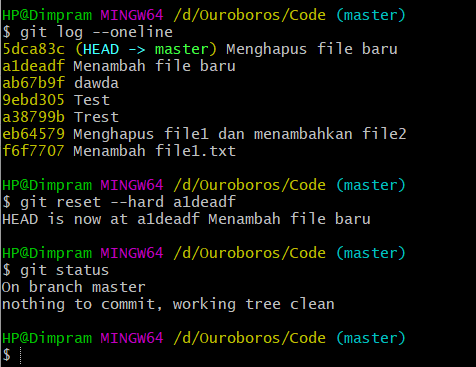 HP@Dimpram MINGW64 /d/Ouroboros/Code (master)
$ git log --oneline
5dca83c (HEAD -> master) Menghapus file baru
a1deadf Menambah file baru
ab67b9f dawda
9ebd305 Test
a38799b Trest
eb64579 Menghapus file1 dan menambahkan file2
f6f7707 Menambah file1.txt
HP@Dimpram MINGW64 /d/Ouroboros/Code (master)
$ git reset --hard a1deadf
HEAD is now at a1deadf Menambah file baru
HP@Dimpram MINGW64 /d/Ouroboros/Code (master)
$ git status
On branch master
nothing to commit, working tree clean
HP@Dimpram MINGW64 /d/Ouroboros/Code (master)
$